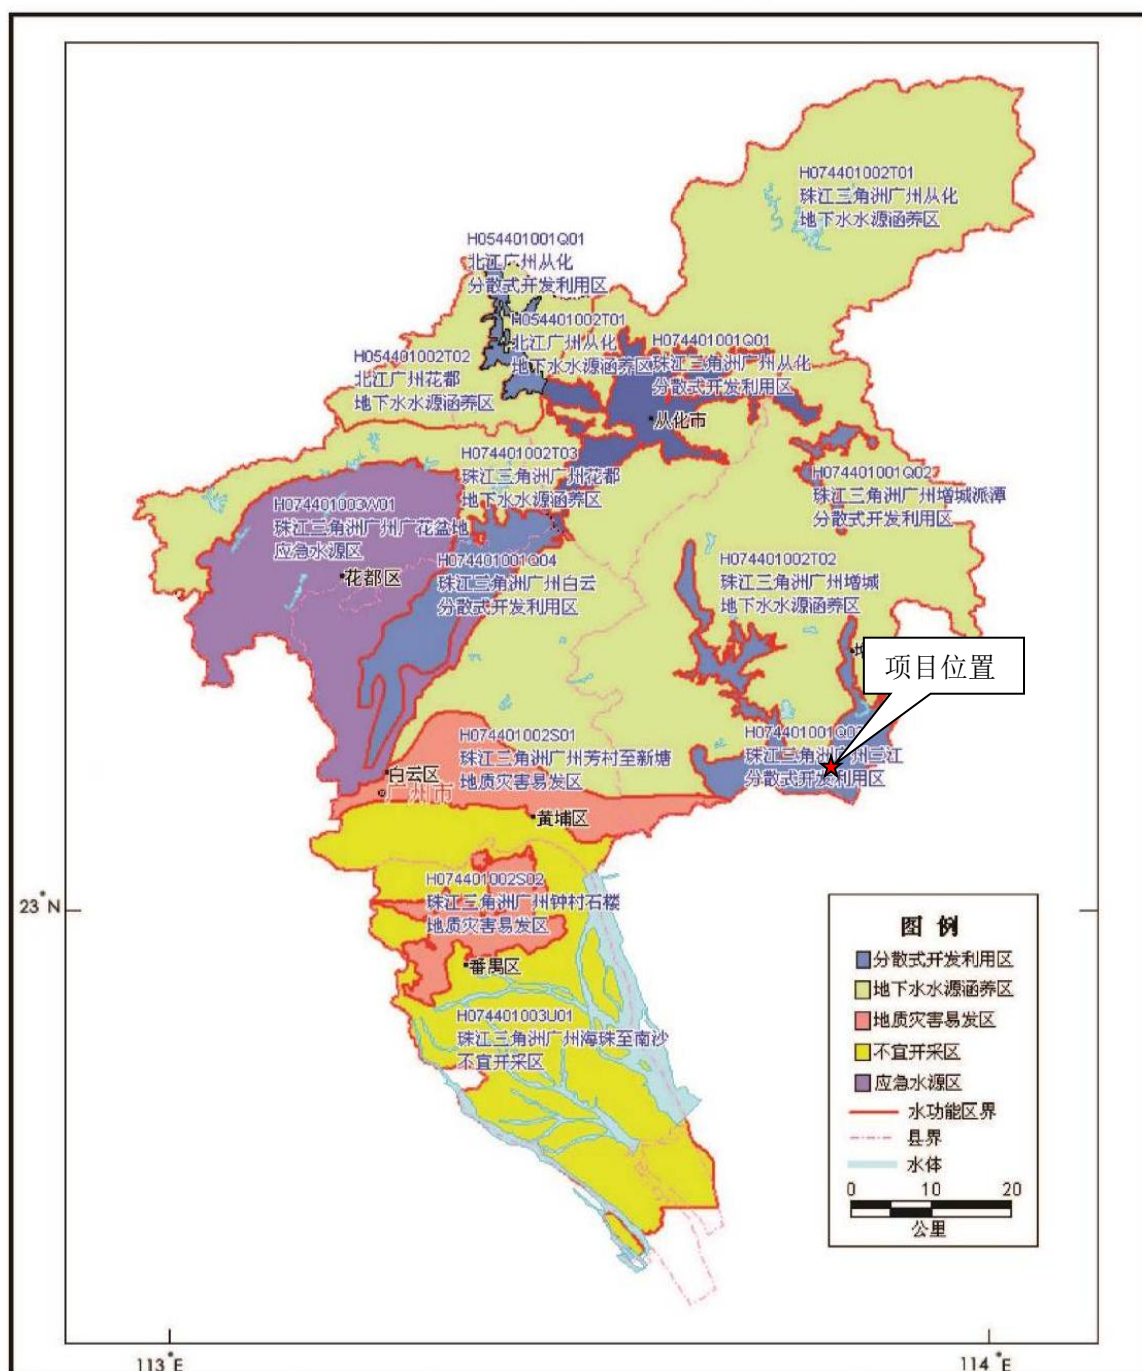 H074401002T01
珠江三角洲广州从化
地下水水源涵养区
H054401001Q01
北江广州从化
分散式开发利用区
H054401002T01
北江广州从化
地下水水源涵养区
H074401001Q01
珠江三角洲广州从化
分散式开发利用区
H054401002T02
北江广州花都
地下水水源涵养区
从化市
H074401002T03
珠江三角洲广州花都
地下水水源涵养区
H074401001Q02
珠江三角洲广州增城派潭
分散式开发利用区
H074401003W01
珠江三角洲广州广花盆地
应急水源区
花都区
H074401001Q04
珠江三角洲广州白云
分散式开发利用区
H074401002T02
珠江三角洲广州增城
地下水水源涵养区
项目位置
H074401002S01
珠江三角洲广州芳村至新塘
地质灾害易发区
珠江三角洲广州三江
分散式开发利用区
白云区
广州市
黄埔区
H074401002S02
珠江三角洲广州钟村石楼
地质灾害易发区
番禺区
H074401003U01
珠江三角洲广州海珠至南沙
不宜开采区
23°N
图 例
分散式开发利用区
地下水水源涵养区
地质灾害易发区
不宜开采区
应急水源区
水功能区界
县界
水体
0 10 20
公里
113°E
114°E